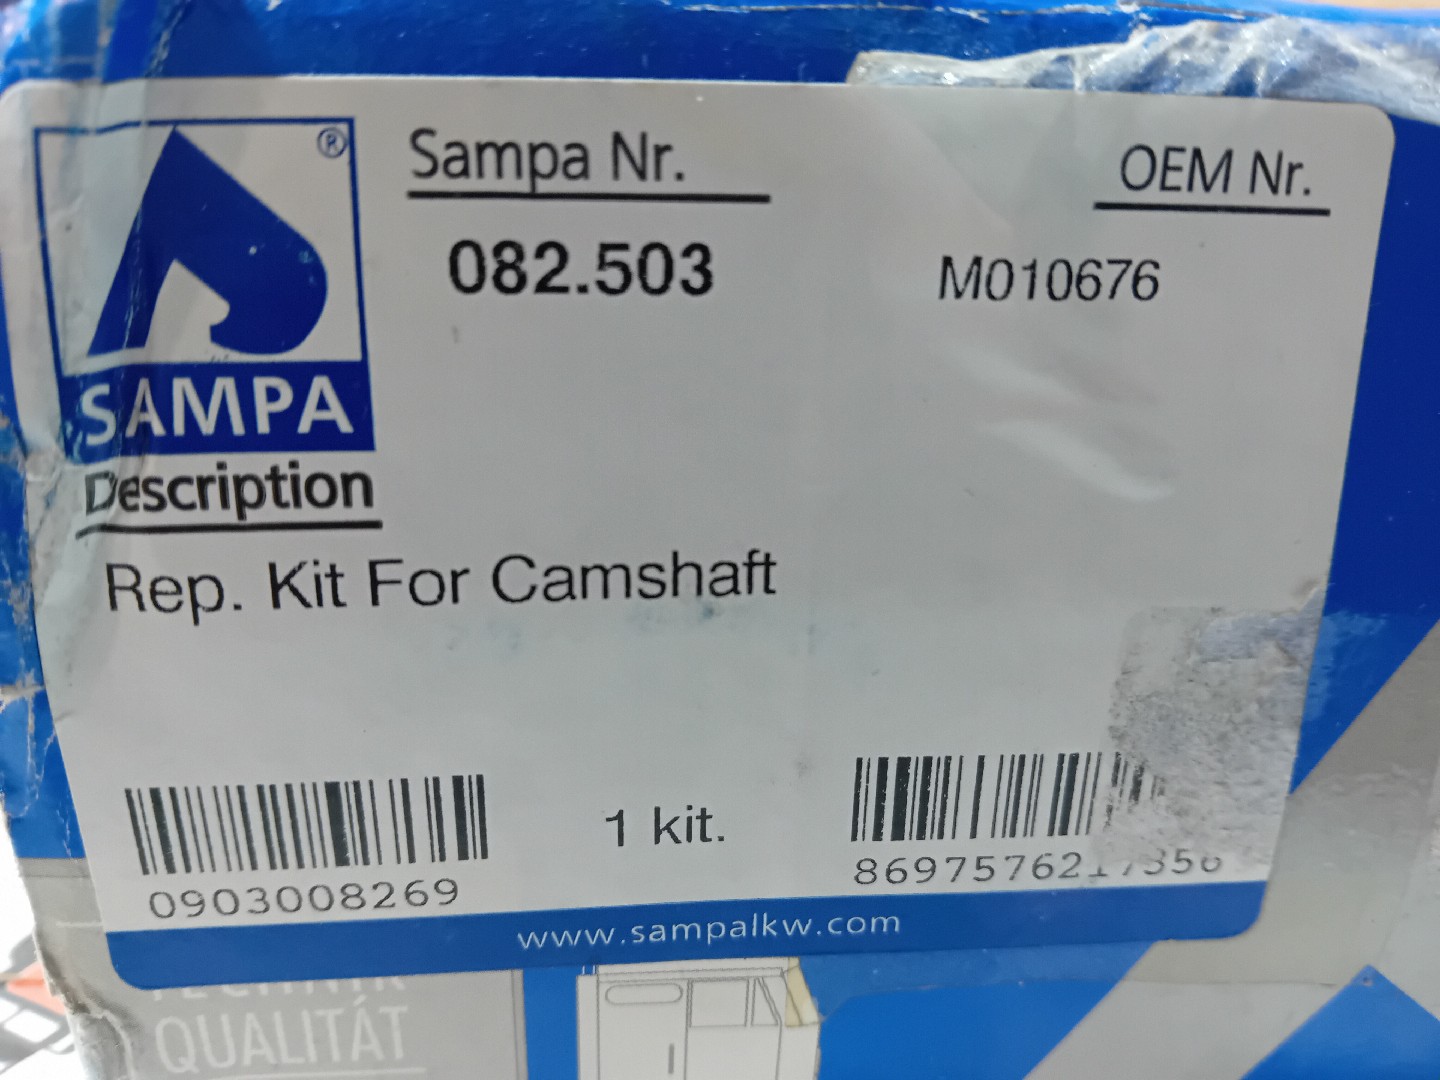 ®
SAMPA
Sampa Nr.
082.503
OEM Nr.
M010676
Description
Rep. Kit For Camshaft
0903008269
1 kit.
www.sampalkw.com
QUALITÁT